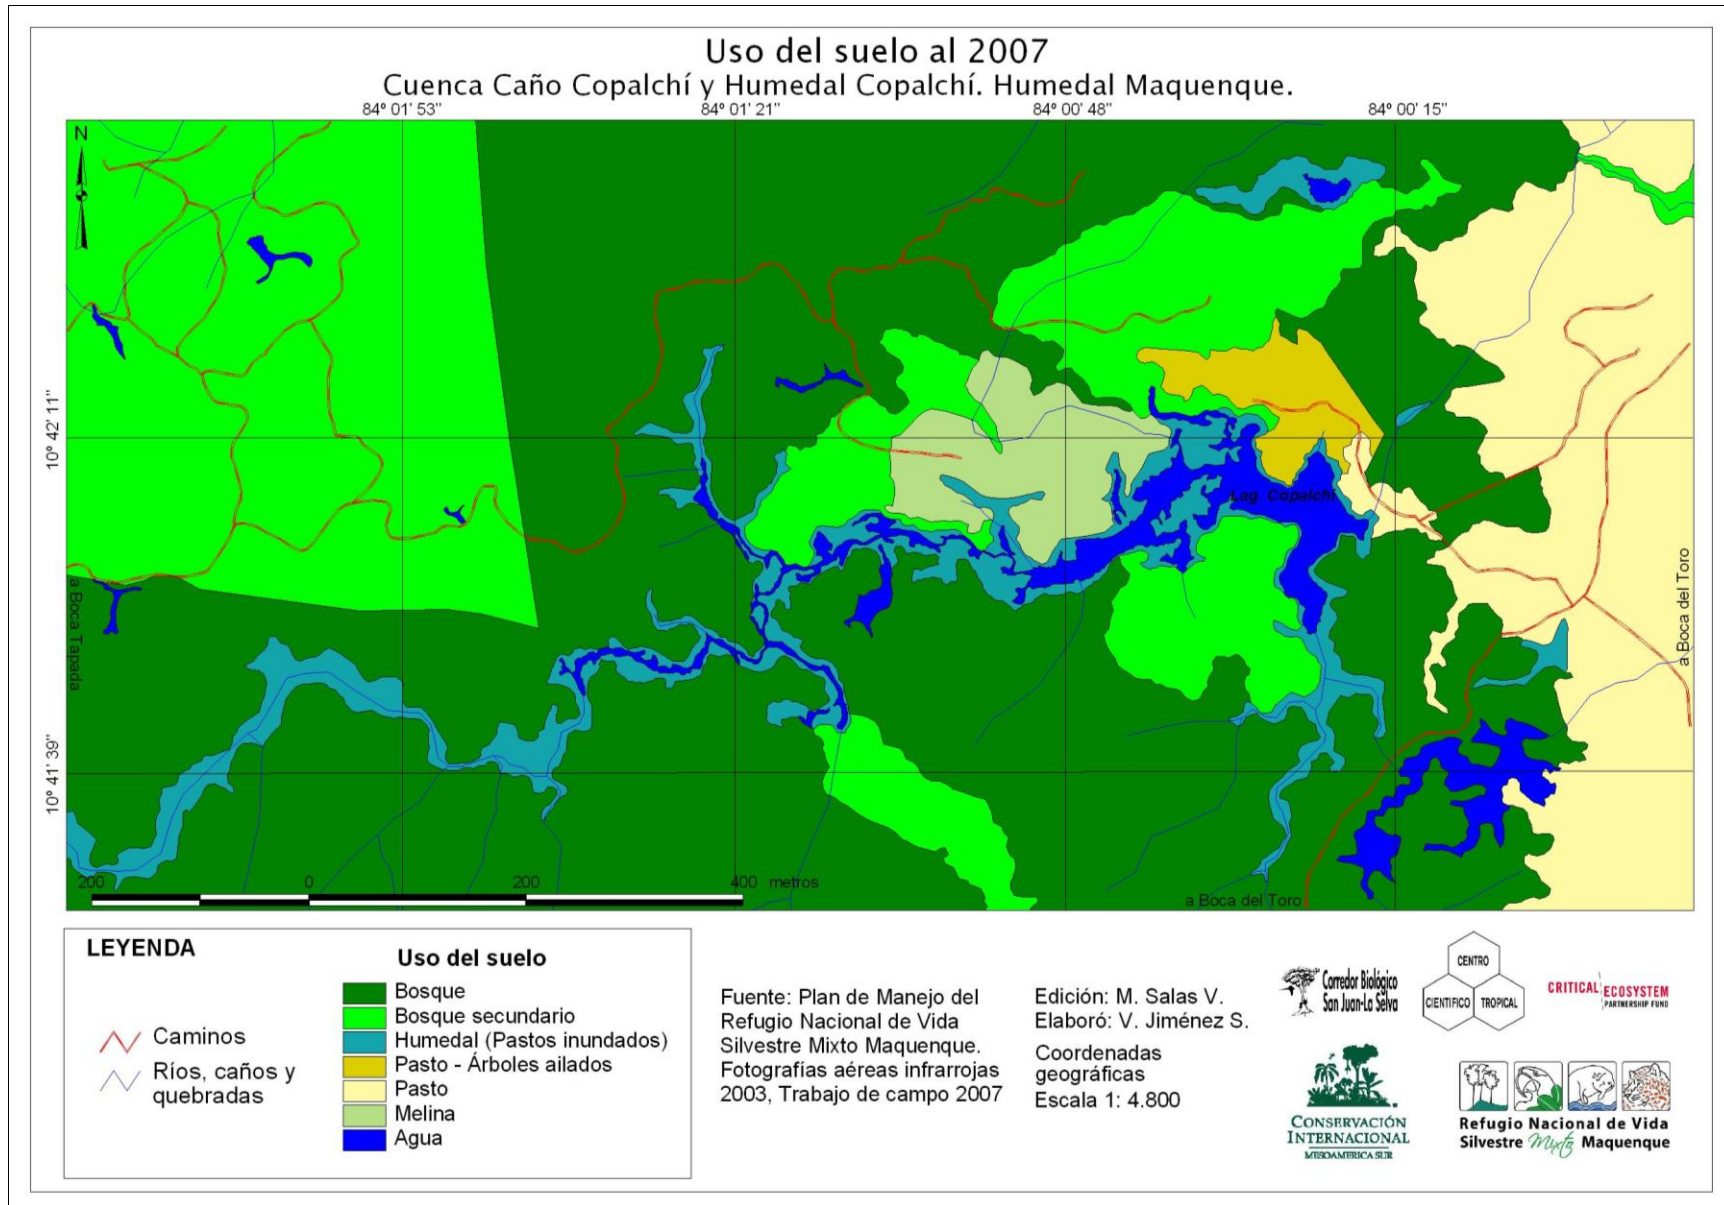 Uso del suelo al 2007
Cuenca Caño Copalchí y Humedal Copalchí. Humedal Maquenque.
84º 01' 53"
84º 01' 21"
84º 00' 48"
84º 00' 15"
N
10º 42' 11"
10º 41' 39"
Lag. Copalchí
a Boca Tapada
a Boca del Toro
a Boca del Toro
200 0 200 400 metros
LEYENDA
Caminos
Ríos, caños y
quebradas
Uso del suelo
Bosque
Bosque secundario
Humedal (Pastos inundados)
Pasto - Árboles ailados
Pasto
Melina
Agua
Fuente: Plan de Manejo del
Refugio Nacional de Vida
Silvestre Mixto Maquenque.
Fotografías aéreas infrarrojas
2003, Trabajo de campo 2007
Edición: M. Salas V.
Elaboró: V. Jiménez S.
Coordenadas
geográficas
Escala 1: 4.800
Corredor Biológico
San Juan-La Selva
CENTRO
CIENTIFICO TROPICAL
CRITICAL ECOSYSTEM
PARTNERSHIP FUND
CONSERVACIÓN
INTERNACIONAL
MESOAMERICA SUR
Refugio Nacional de Vida
Silvestre Mixto Maquenque